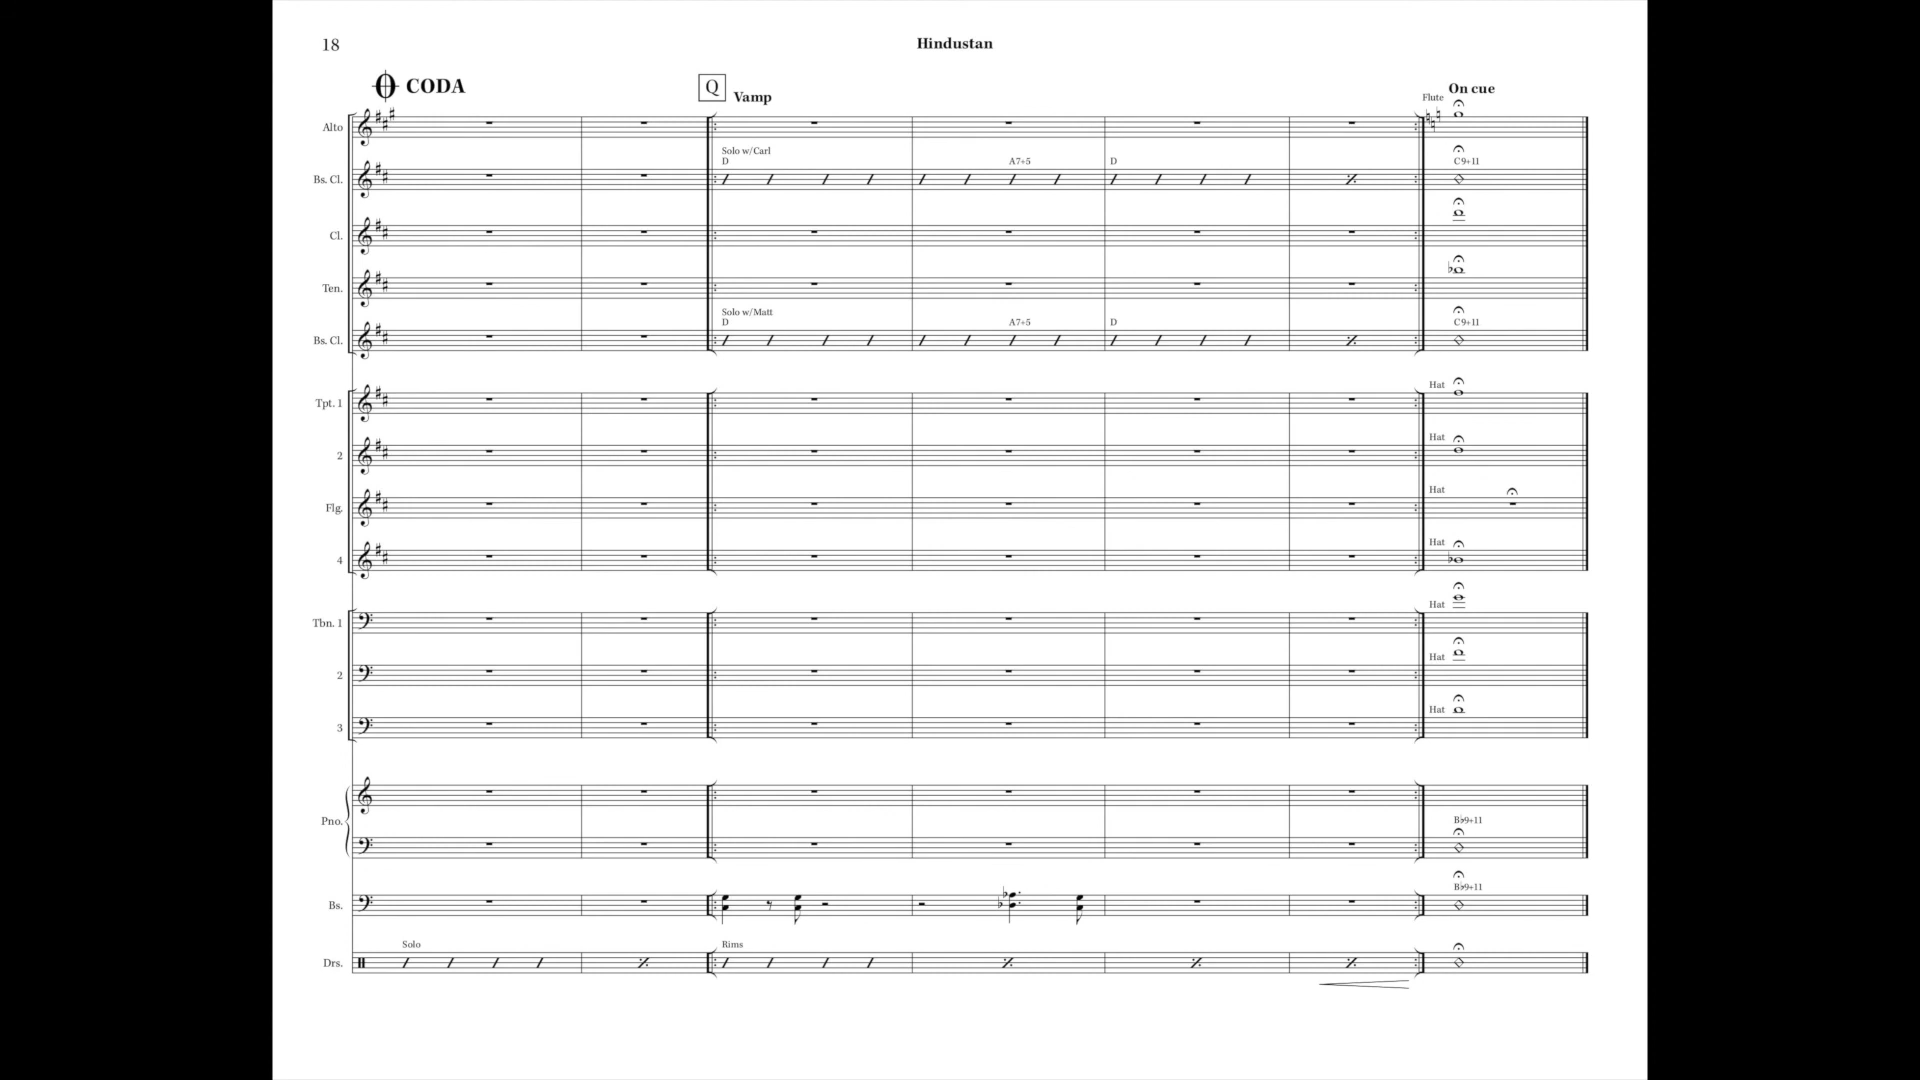 18
Hindustan
CODA
Q
Vamp
On cue
Flute
Alto
Solo w/Carl
D A7+5 D C9+11
Bs. Cl.
Cl.
Ten.
Solo w/Matt
D A7+5 D C9+11
Bs. Cl.
Hat
Tpt. 1
Hat
2
Hat
Flg.
Hat
4
Hat
Tbn. 1
Hat
2
Hat
3
Pno.
B♭9+11
B♭9+11
Bs.
Solo Rims
Drs.